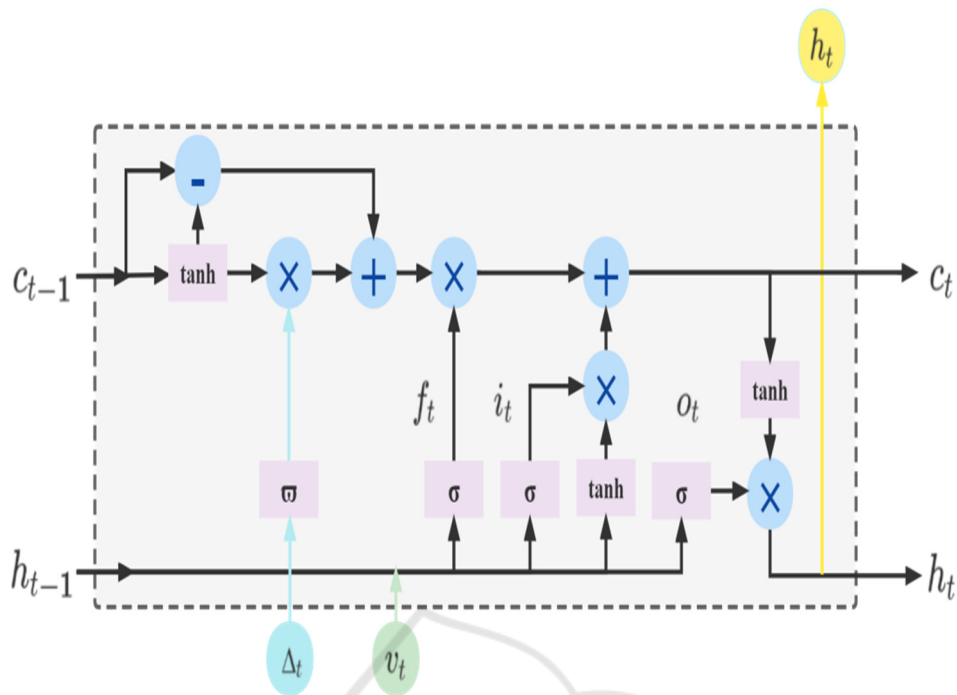 h_t
-
c_{t-1}
tanh
×
+
×
+
c_t
f_t
i_t
×
o_t
tanh
ϖ
σ
σ
tanh
σ
×
h_{t-1}
h_t
Δ_t
v_t